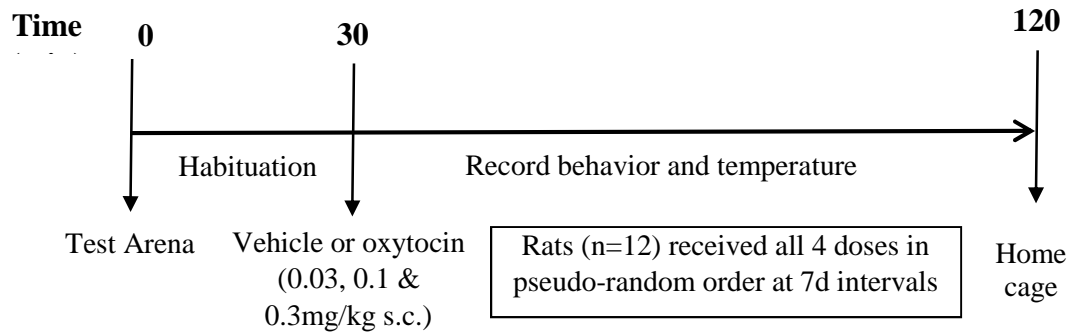 Time 0 30 120
Habituation Record behavior and temperature
Test Arena
Vehicle or oxytocin
(0.03, 0.1 &
0.3mg/kg s.c.)
Rats (n=12) received all 4 doses in
pseudo-random order at 7d intervals
Home
cage